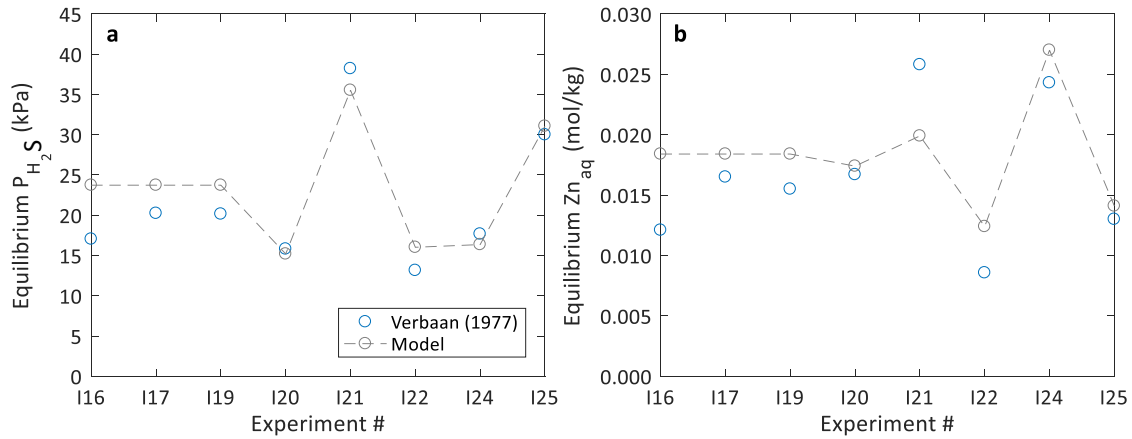 a
Equilibrium P_H2S (kPa)
45
40
35
30
25
20
15
10
5
0
Verbaan (1977)
Model
I16 I17 I19 I20 I21 I22 I24 I25
Experiment #
b
Equilibrium Zn_aq (mol/kg)
0.030
0.025
0.020
0.015
0.010
0.005
0.000
I16 I17 I19 I20 I21 I22 I24 I25
Experiment #